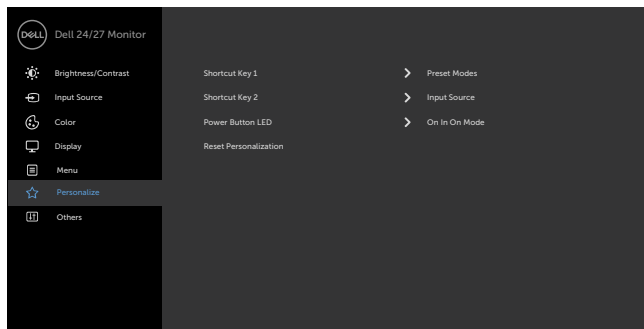 DELL Dell 24/27 Monitor
Brightness/Contrast Shortcut Key 1 Preset Modes
Input Source Shortcut Key 2 Input Source
Color Power Button LED On In On Mode
Display Reset Personalization
Menu
Personalize
Others